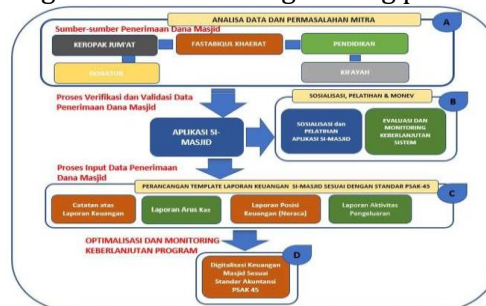 ANALISA DATA DAN PERMASALAHAN MITRA
A
Sumber-sumber Penerimaan Dana Masjid
KEROPAK JUM'AT
FASTABIQUL KHAERAT
PENDIDIKAN
DONATUR
KIFAYAH
Proses Verifikasi dan Validasi Data
Penerimaan Dana Masjid
APLIKASI SI-
MASJID
SOSIALISASI, PELATIHAN & MONEV
B
SOSIALISASI dan
PELATIHAN
APLIKASI SI-MASJID
EVALUASI DAN
MONITORING
KEBERLANJUTAN
SISTEM
Proses Input Data Penerimaan
Dana Masjid
PERANCANGAN TEMPLATE LAPORAN KEUANGAN SI-MASJID SESUAI DENGAN STANDAR PSAK-45
C
Catatan atas
Laporan Keuangan
Laporan Arus Kas
Laporan Posisi
Keuangan (Neraca)
Laporan Aktivitas
Pengeluaran
OPTIMALISASI DAN MONITORING
KEBERLANJUTAN PROGRAM
D
Digitalisasi Keuangan
Masjid Sesuai
Standar Akuntansi
PSAK 45